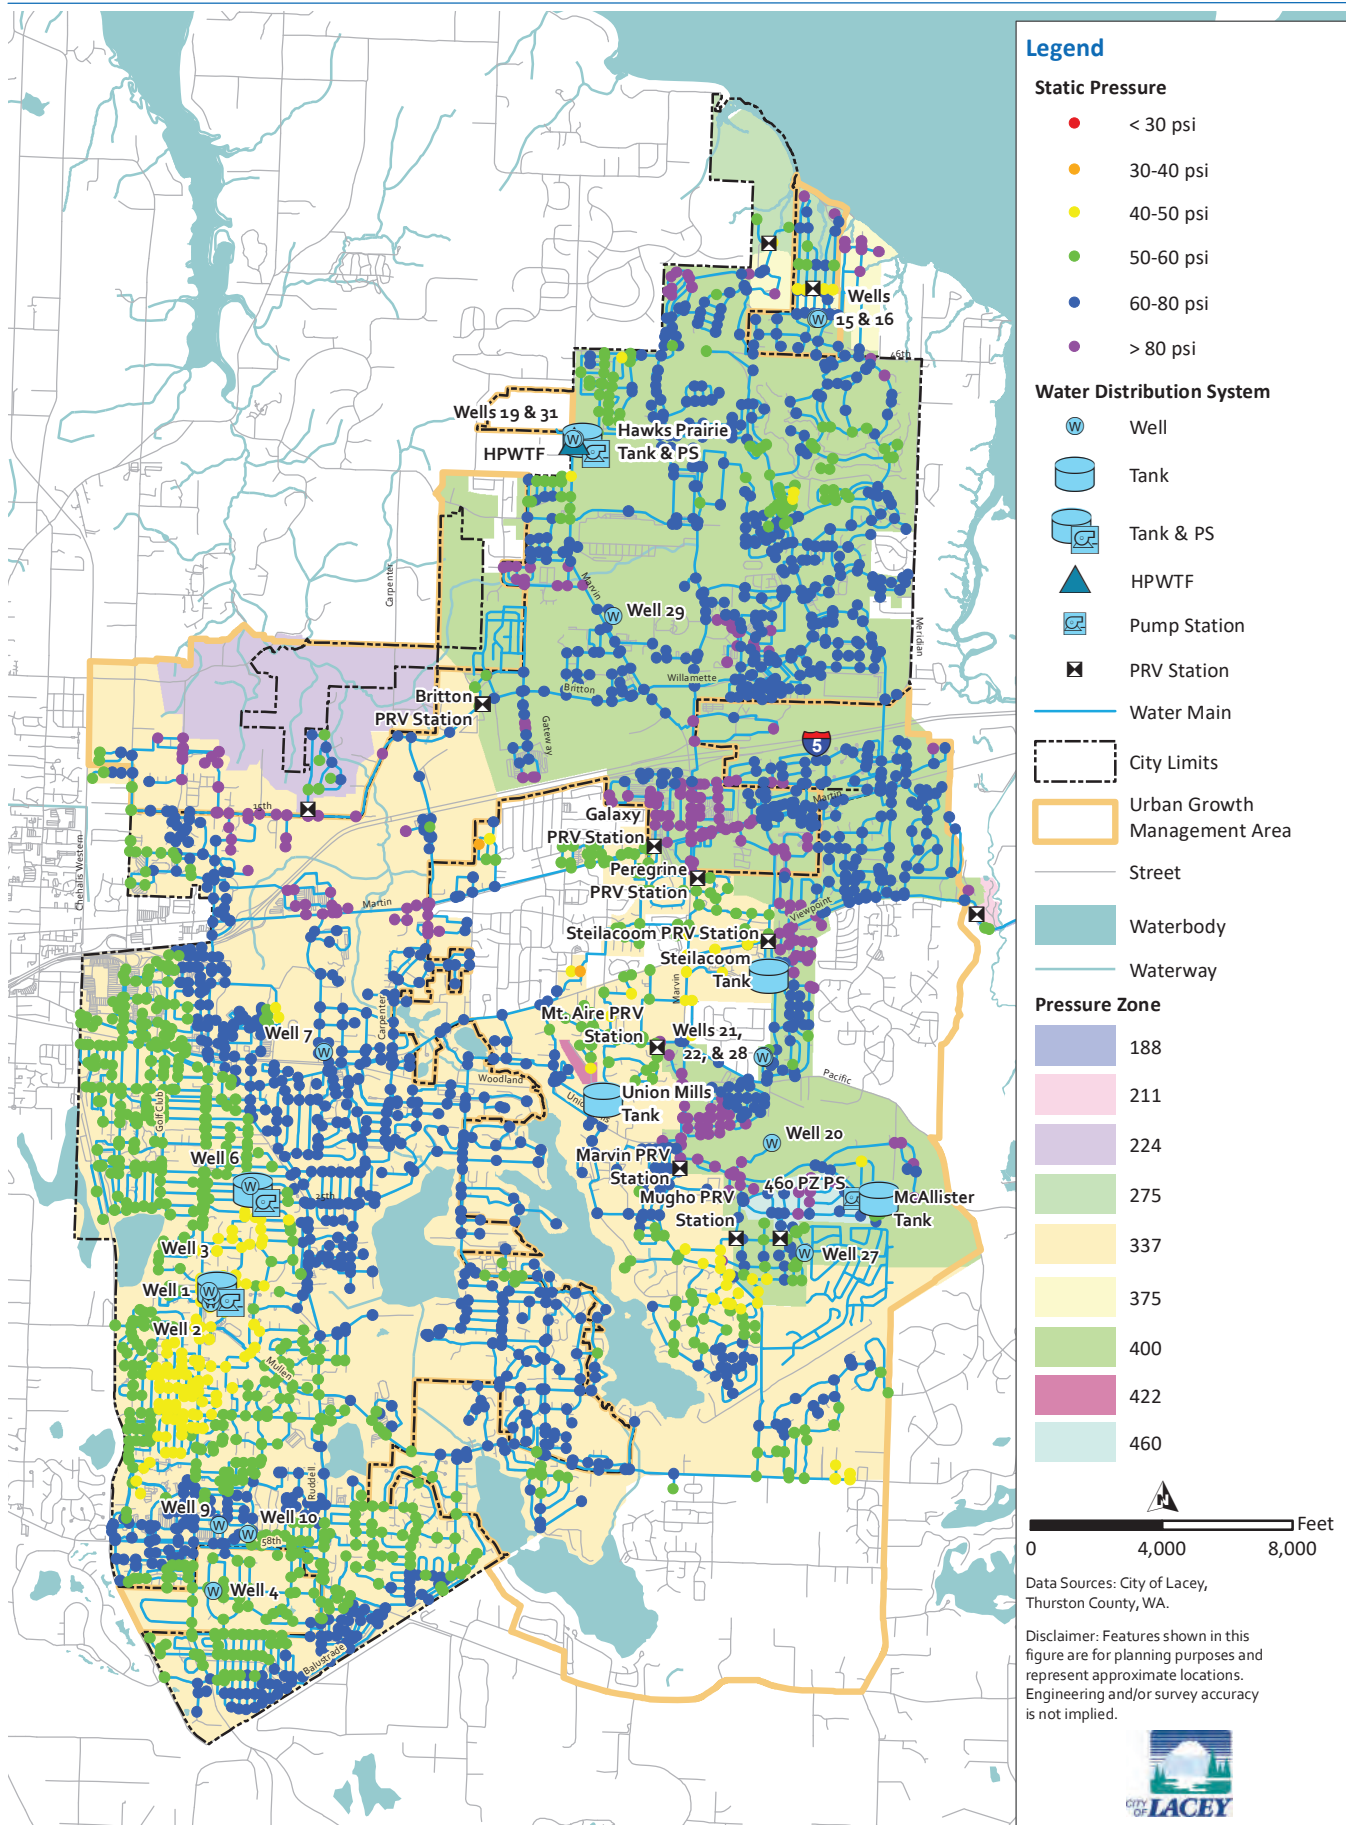 Legend
Static Pressure
< 30 psi
30-40 psi
40-50 psi
50-60 psi
60-80 psi
> 80 psi
Water Distribution System
W Well
Tank
Tank & PS
HPWTF
Pump Station
PRV Station
Water Main
City Limits
Urban Growth
Management Area
Street
Waterbody
Waterway
Pressure Zone
188
211
224
275
337
375
400
422
460
N
Feet
0 4,000 8,000
Data Sources: City of Lacey,
Thurston County, WA.
Disclaimer: Features shown in this
figure are for planning purposes and
represent approximate locations.
Engineering and/or survey accuracy
is not implied.
CITY OF LACEY
Wells
15 & 16
46th
Wells 19 & 31
HPWTF
Hawks Prairie
Tank & PS
Carpenter
Marvin
Well 29
Meridian
Willamette
Britton
Britton
PRV Station
Gateway
5
15th
Martin
Galaxy
PRV Station
Peregrine
PRV Station
Chehalis Western
Martin
Viewpoint
Steilacoom PRV Station
Steilacoom
Tank
Marvin
Mt. Aire PRV
Station
Wells 21,
22, & 28
Well 7
Carpenter
Woodland
Pacific
Union Mills
Tank
Golf Club
Well 20
Well 6
Marvin PRV
Station
460 PZ PS
McAllister
Tank
25th
Mugho PRV
Station
Well 3
Well 27
Well 1
Well 2
Mullen
Ruddell
Well 9
Well 10
58th
Well 4
Balustrade